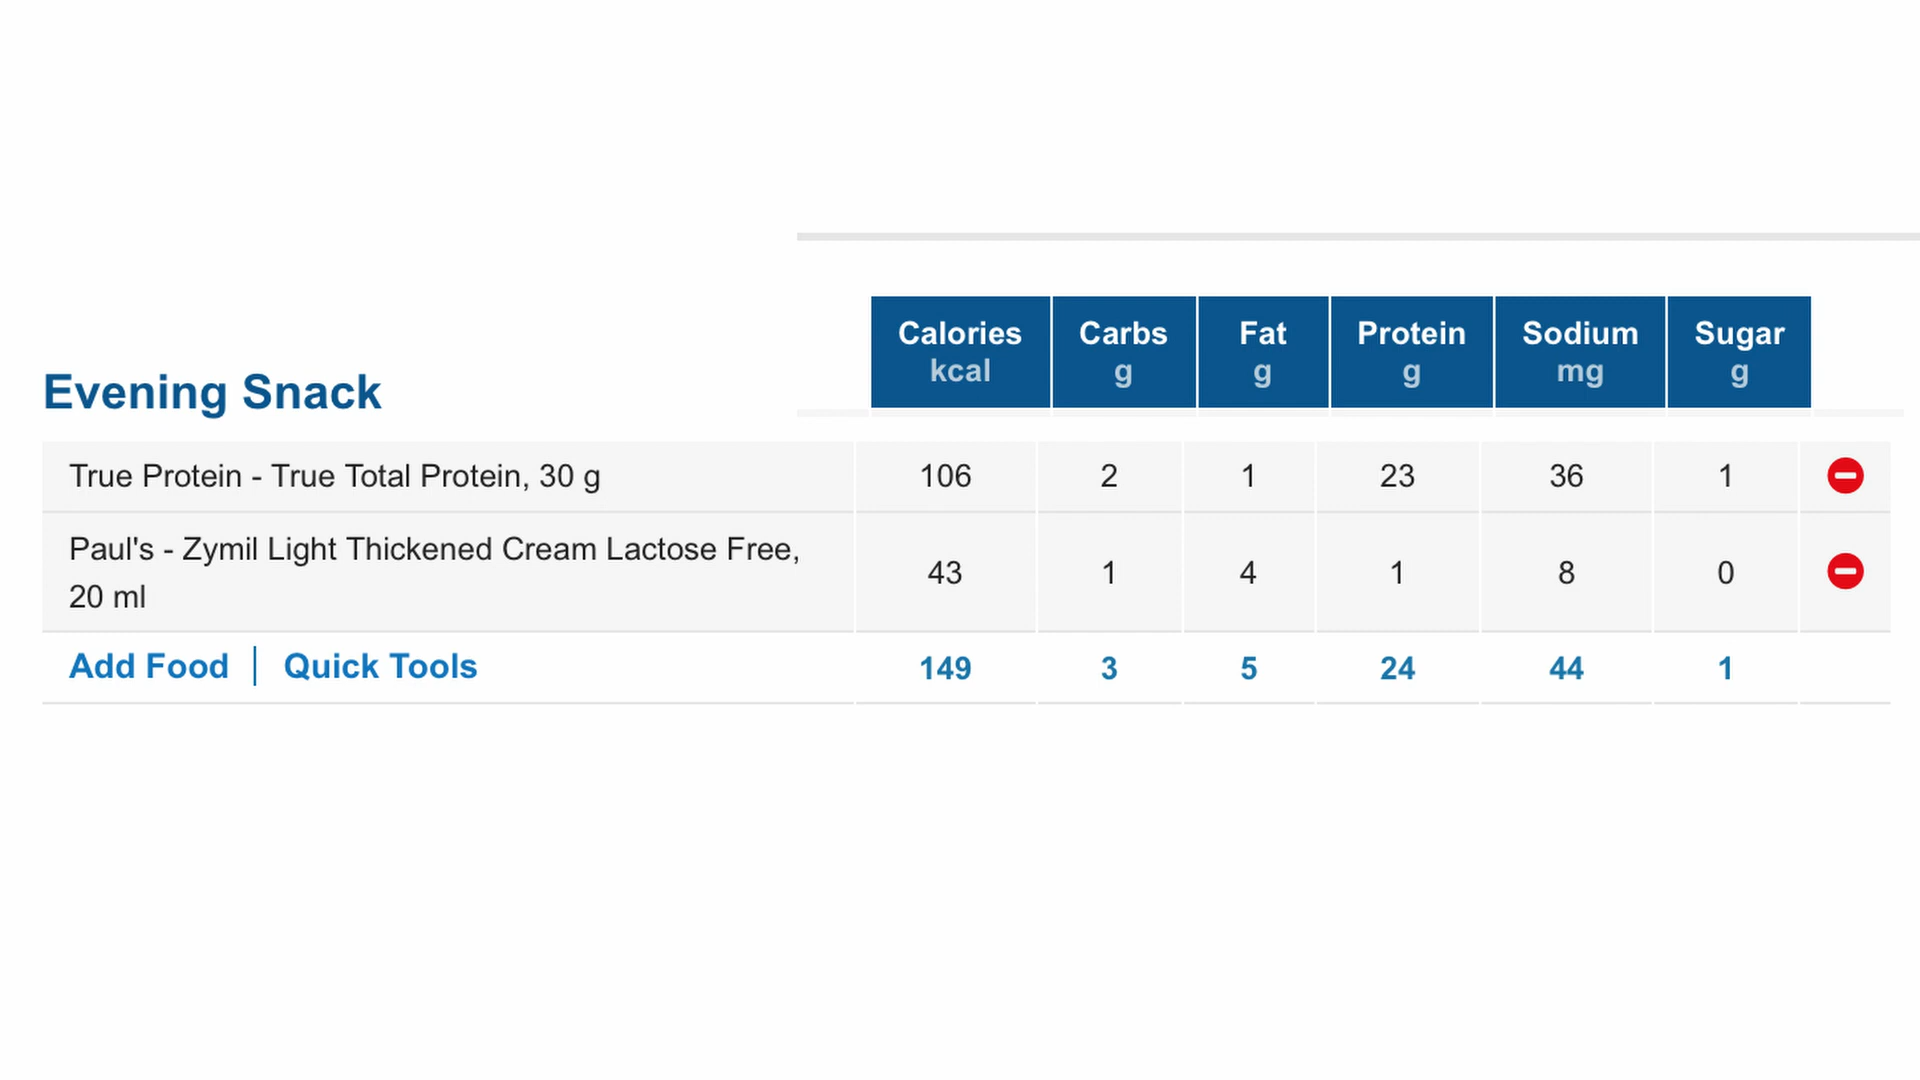 Calories Carbs Fat Protein Sodium Sugar
kcal g g g mg g
Evening Snack
True Protein - True Total Protein, 30 g 106 2 1 23 36 1
Paul's - Zymil Light Thickened Cream Lactose Free,
20 ml 43 1 4 1 8 0
Add Food | Quick Tools 149 3 5 24 44 1